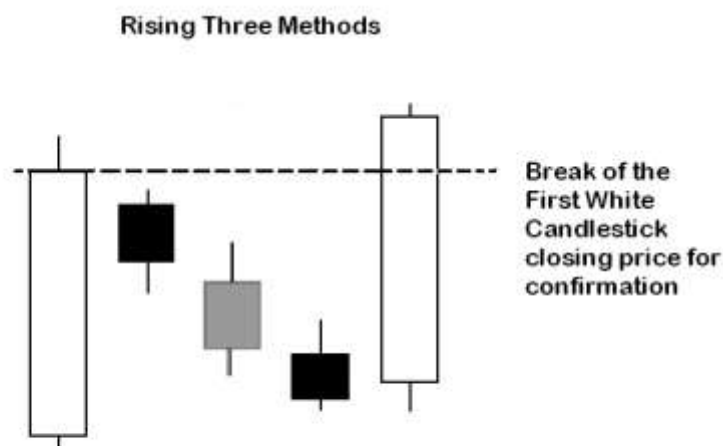 Rising Three Methods
Break of the
First White
Candlestick
closing price for
confirmation